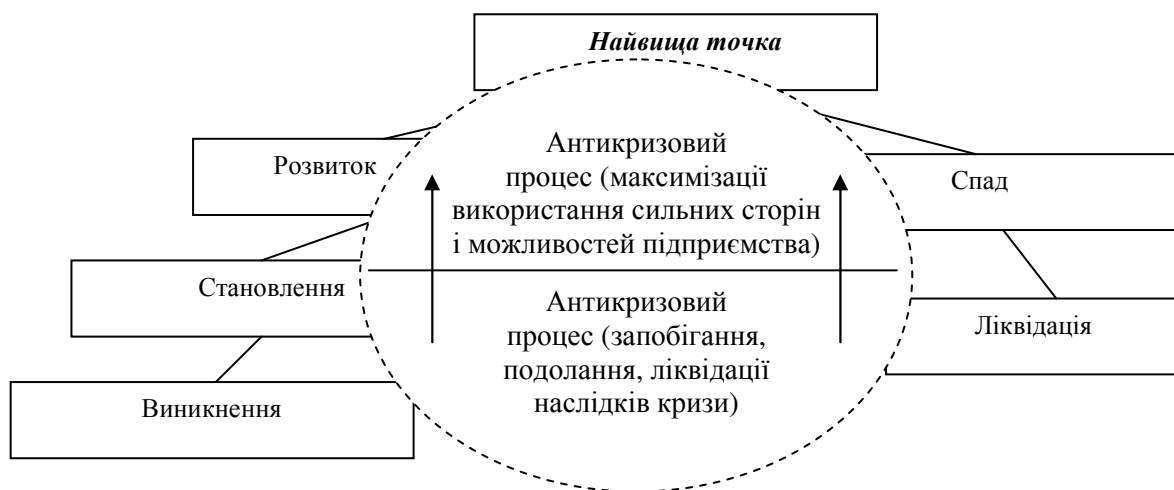 Найвища точка
Розвиток
Становлення
Виникнення
Антикризовий
процес (максимізації
використання сильних сторін
і можливостей підприємства)
Антикризовий
процес (запобігання,
подолання, ліквідації
наслідків кризи)
Спад
Ліквідація